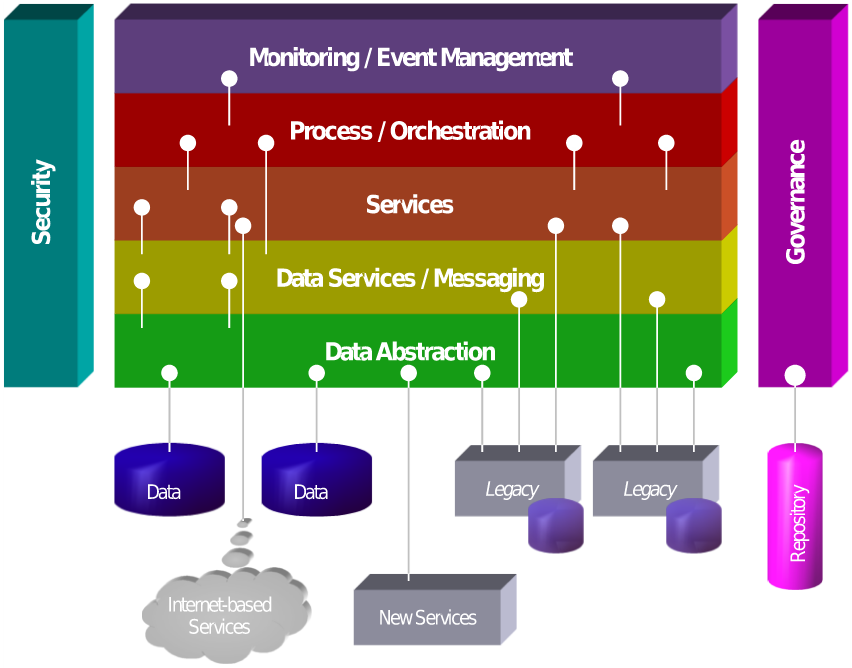 Security
Monitoring / Event Management
Process / Orchestration
Services
Data Services / Messaging
Data Abstraction
Governance
Data
Data
Legacy
Legacy
Repository
Internet-based
Services
New Services